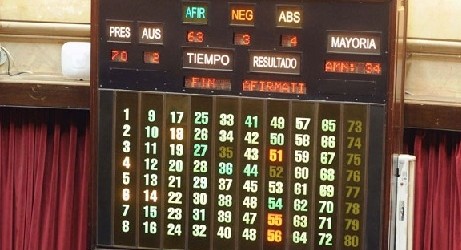 AFIR NEG ABS
PRES AUS 63 3 4 MAYORIA
70 2 TIEMPO RESULTADO AMM: 34
FIN AFIRMATI
1 9 17 25 33 41 49 57 65 73
2 10 18 26 34 42 50 58 66 74
3 11 19 27 35 43 51 59 67 75
4 12 20 28 36 44 52 60 68 76
5 13 21 29 37 45 53 61 69 77
6 14 22 30 38 46 54 62 70 78
7 15 23 31 39 47 55 63 71 79
8 16 24 32 40 48 56 64 72 80